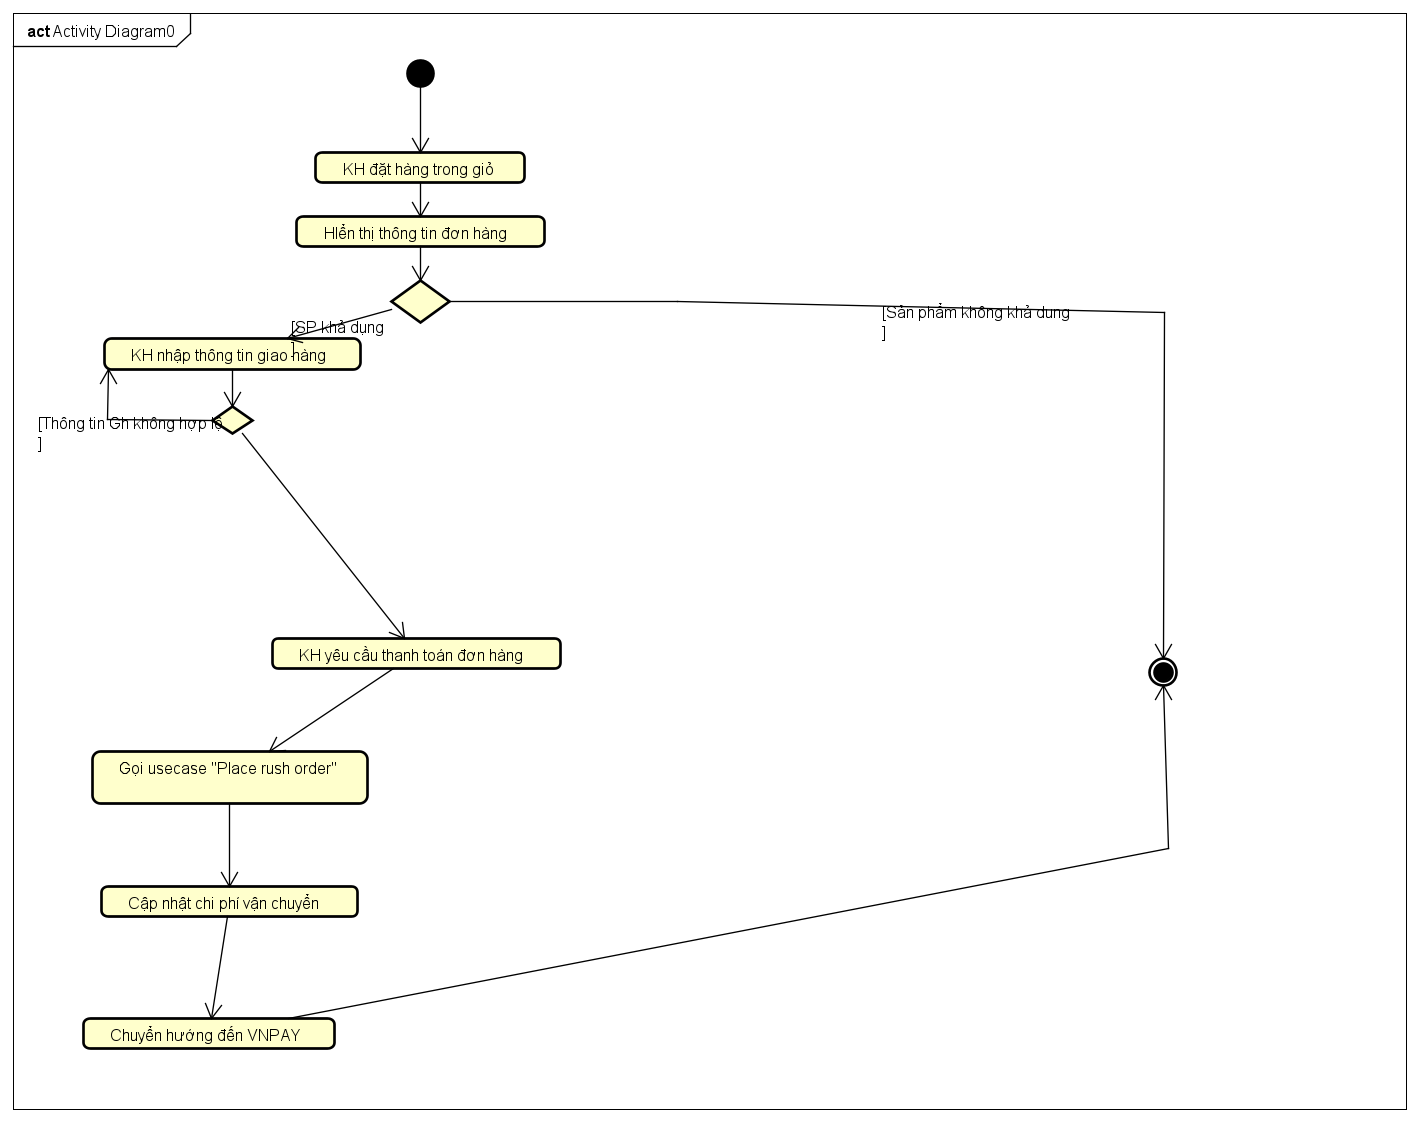 act Activity Diagram0
KH đặt hàng trong giỏ
HIển thị thông tin đơn hàng
[Sản phẩm không khả dung
]
[SP khả dụng
]
KH nhập thông tin giao hàng
[Thông tin Gh không hợp lệ
]
KH yêu cầu thanh toán đơn hàng
Gọi usecase "Place rush order"
Cập nhật chi phí vận chuyển
Chuyển hướng đến VNPAY